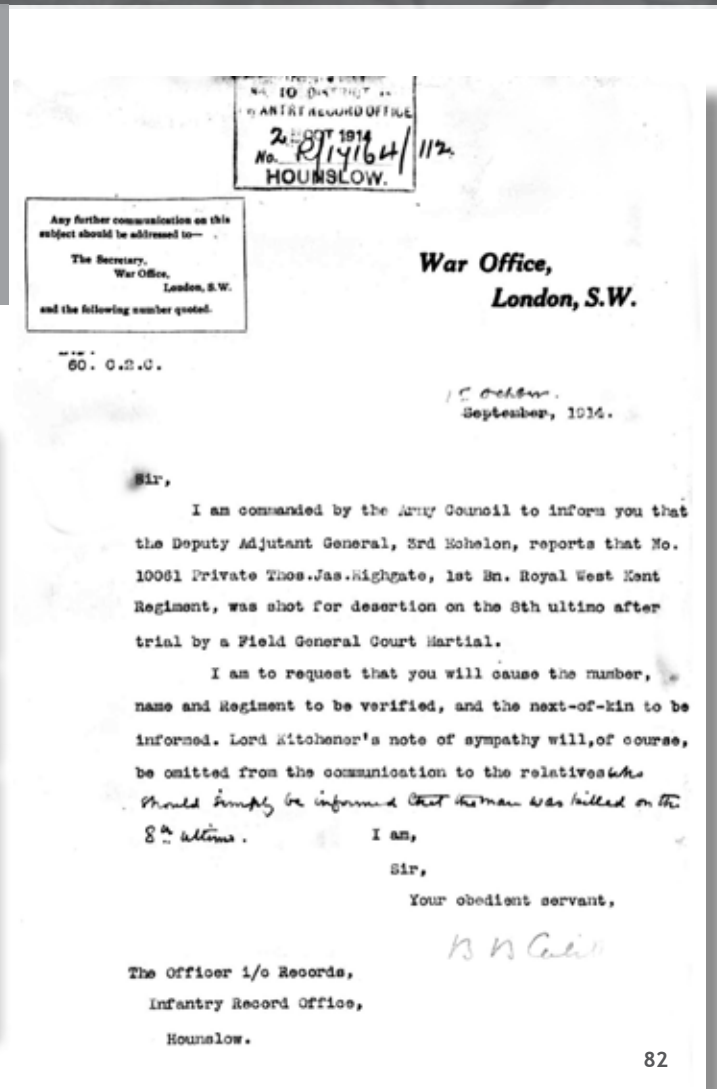 No. 10 DISTRICT
INFANTRY RECORD OFFICE
2 OCT 1914
No. R/14164/112.
HOUNSLOW.
Any further communication on this
subject should be addressed to—
The Secretary,
War Office,
London, S.W.
and the following number quoted.
War Office,
London, S.W.
60. C.2.C.
September, 1914.
Sir,
I am commanded by the Army Council to inform you that
the Deputy Adjutant General, 3rd Echelon, reports that No.
10061 Private Thos.Jas.Highgate, 1st Bn. Royal West Kent
Regiment, was shot for desertion on the 8th ultimo after
trial by a Field General Court Martial.
I am to request that you will cause the number,
name and Regiment to be verified, and the next-of-kin to be
informed. Lord Kitchener's note of sympathy will,of course,
be omitted from the communication to the relatives who
should simply be informed that the man was killed on the
8th ultimo.
I am,
Sir,
Your obedient servant,
B B
The Officer i/c Records,
Infantry Record Office,
Hounslow.
82